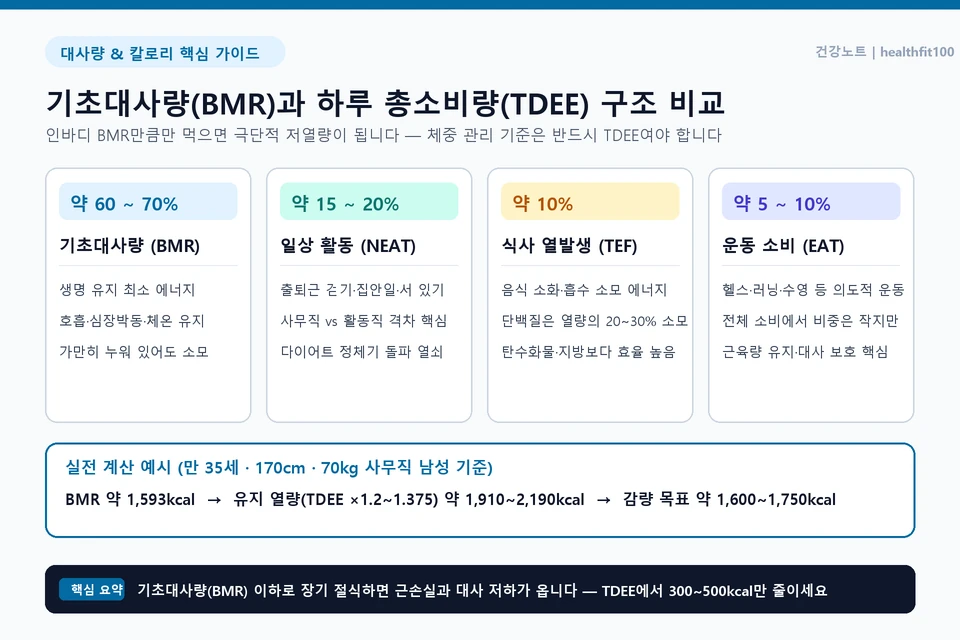 대사량 & 칼로리 핵심 가이드
건강노트 | healthfit100
기초대사량(BMR)과 하루 총소비량(TDEE) 구조 비교
인바디 BMR만큼만 먹으면 극단적 저열량이 됩니다 — 체중 관리 기준은 반드시 TDEE여야 합니다
약 60 ~ 70%
기초대사량 (BMR)
생명 유지 최소 에너지
호흡·심장박동·체온 유지
가만히 누워 있어도 소모
약 15 ~ 20%
일상 활동 (NEAT)
출퇴근 걷기·집안일·서 있기
사무직 vs 활동직 격차 핵심
다이어트 정체기 돌파 열쇠
약 10%
식사 열발생 (TEF)
음식 소화·흡수 소모 에너지
단백질은 열량의 20~30% 소모
탄수화물·지방보다 효율 높음
약 5 ~ 10%
운동 소비 (EAT)
헬스·러닝·수영 등 의도적 운동
전체 소비에서 비중은 작지만
근육량 유지·대사 보호 핵심
실전 계산 예시 (만 35세 · 170cm · 70kg 사무직 남성 기준)
BMR 약 1,593kcal → 유지 열량(TDEE ×1.2~1.375) 약 1,910~2,190kcal → 감량 목표 약 1,600~1,750kcal
핵심 요약 기초대사량(BMR) 이하로 장기 절식하면 근손실과 대사 저하가 옵니다 — TDEE에서 300~500kcal만 줄이세요